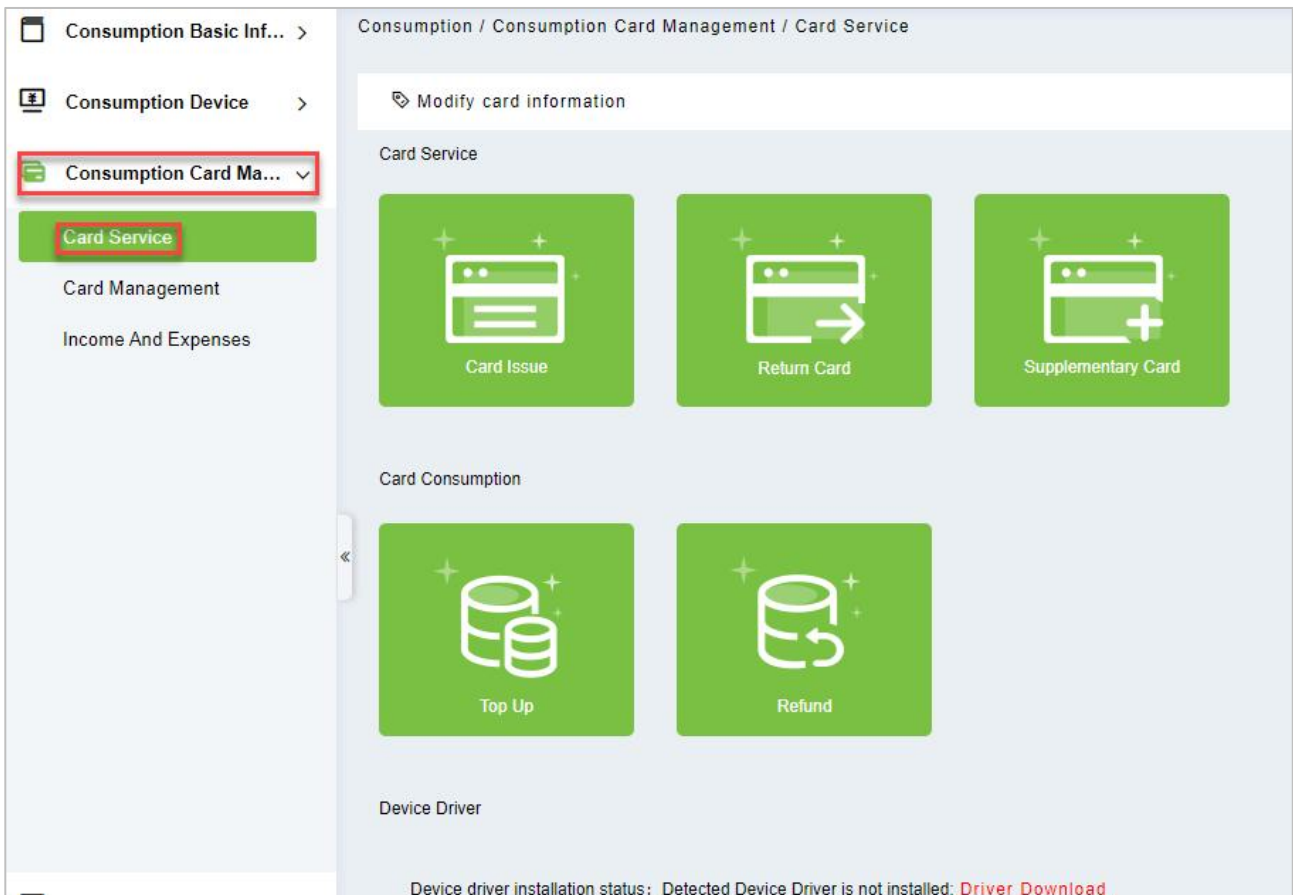 Consumption Basic Inf...
Consumption Device
Consumption Card Ma...
Card Service
Card Management
Income And Expenses
Consumption / Consumption Card Management / Card Service
Modify card information
Card Service
Card Issue
Return Card
Supplementary Card
Card Consumption
Top Up
Refund
Device Driver
Device driver installation status： Detected Device Driver is not installed; Driver Download